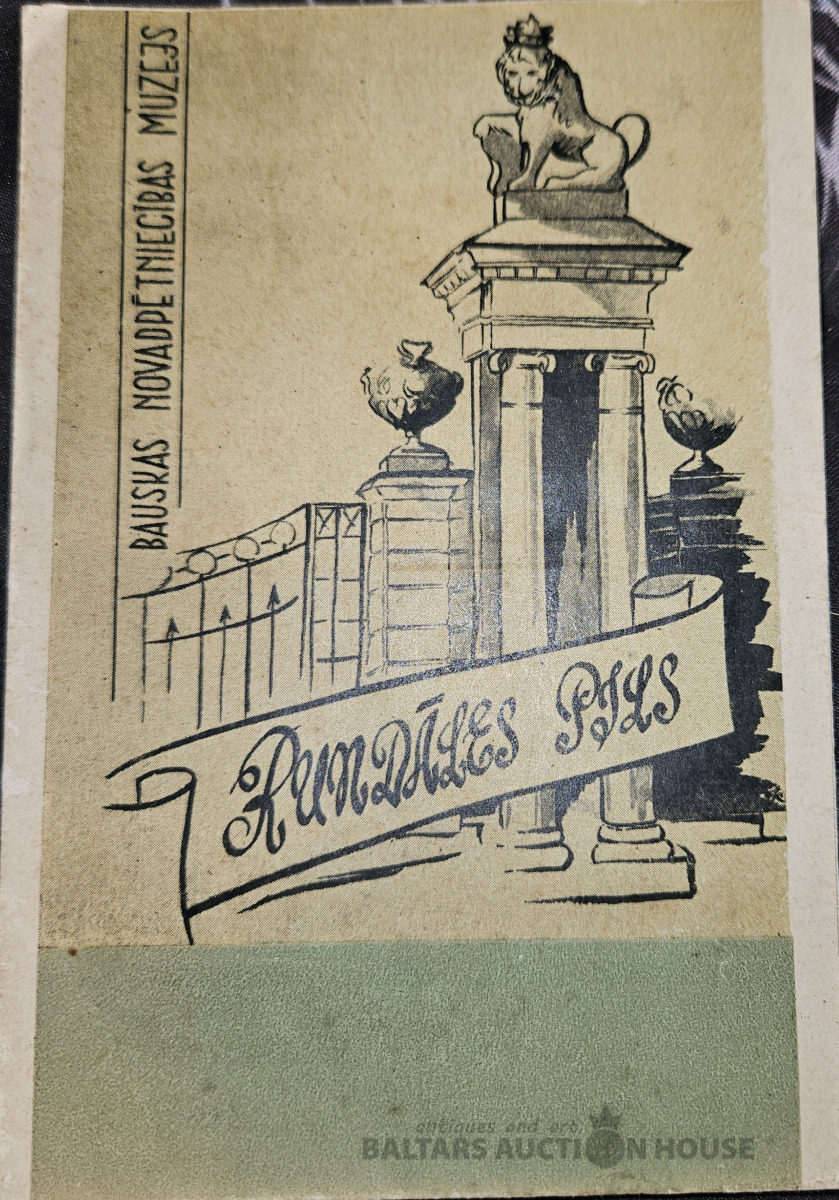 BAUSKAS NOVADPĒTNIECĪBAS MUZEJS
RUNDĀLES PILS
antiques and art
BALTARS AUCTION HOUSE